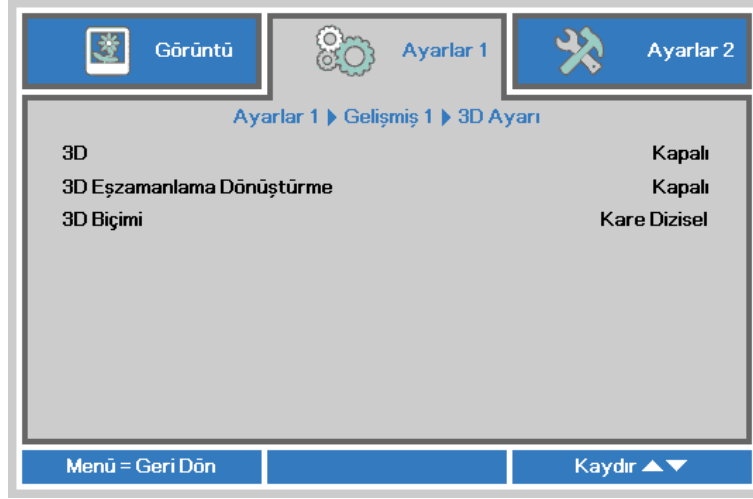 Görüntü Ayarlar 1 Ayarlar 2
Ayarlar 1 ▶ Gelişmiş 1 ▶ 3D Ayarı
3D Kapalı
3D Eşzamanlama Dönüştürme Kapalı
3D Biçimi Kare Dizisel
Menü = Geri Dön Kaydır ▲▼